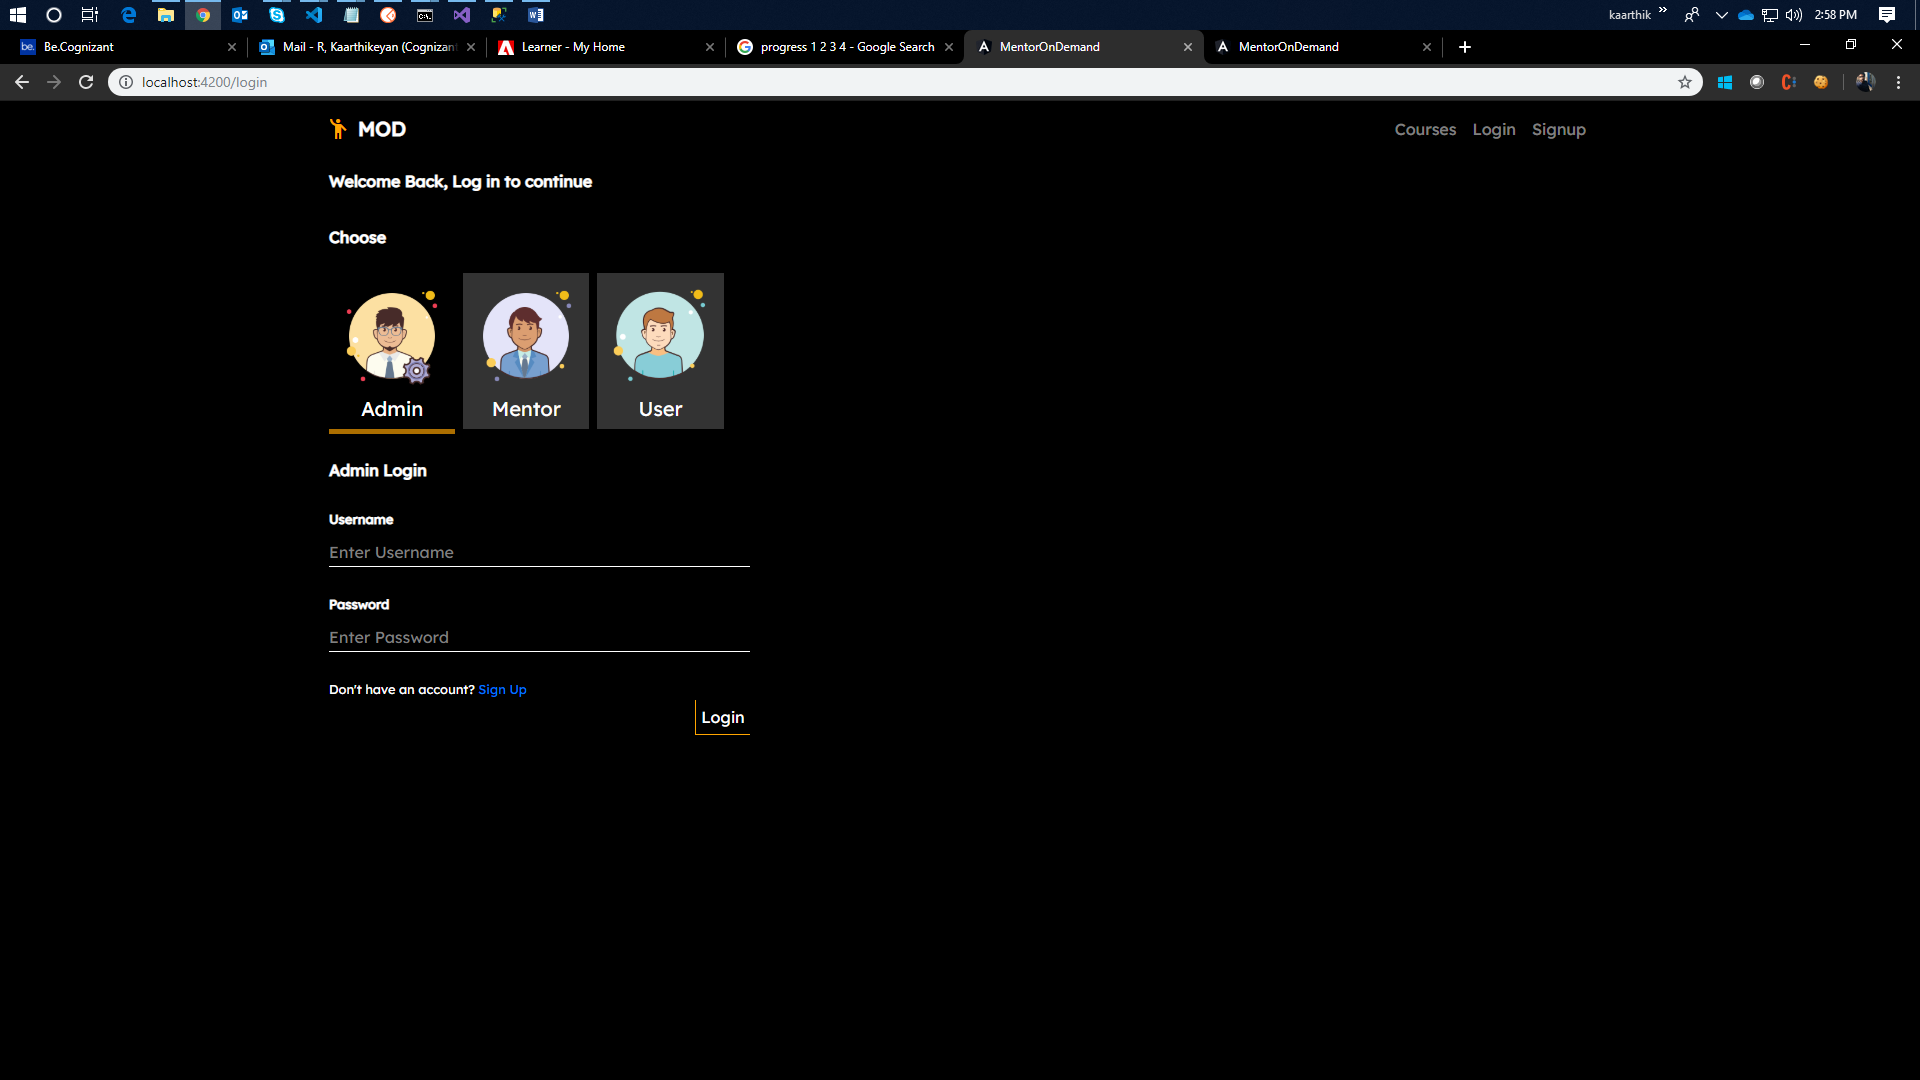 kaarthik
2:58 PM
be. Be.Cognizant
Mail - R, Kaarthikeyan (Cognizant
Learner - My Home
progress 1 2 3 4 - Google Search
MentorOnDemand
MentorOnDemand
localhost:4200/login
MOD
Courses Login Signup
Welcome Back, Log in to continue
Choose
Admin Mentor User
Admin Login
Username
Enter Username
Password
Enter Password
Don't have an account? Sign Up
Login